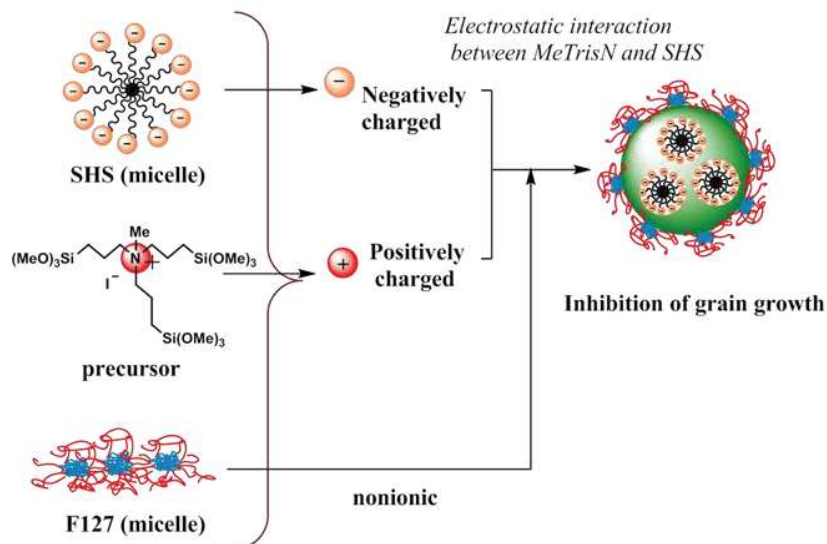 Electrostatic interaction
between MeTrisN and SHS
− − − − − − − − − − − −
−
Negatively
charged
SHS (micelle)
Me
(MeO)₃Si
N
+
Si(OMe)₃
I⁻
Si(OMe)₃
precursor
+
Positively
charged
Inhibition of grain growth
nonionic
F127 (micelle)